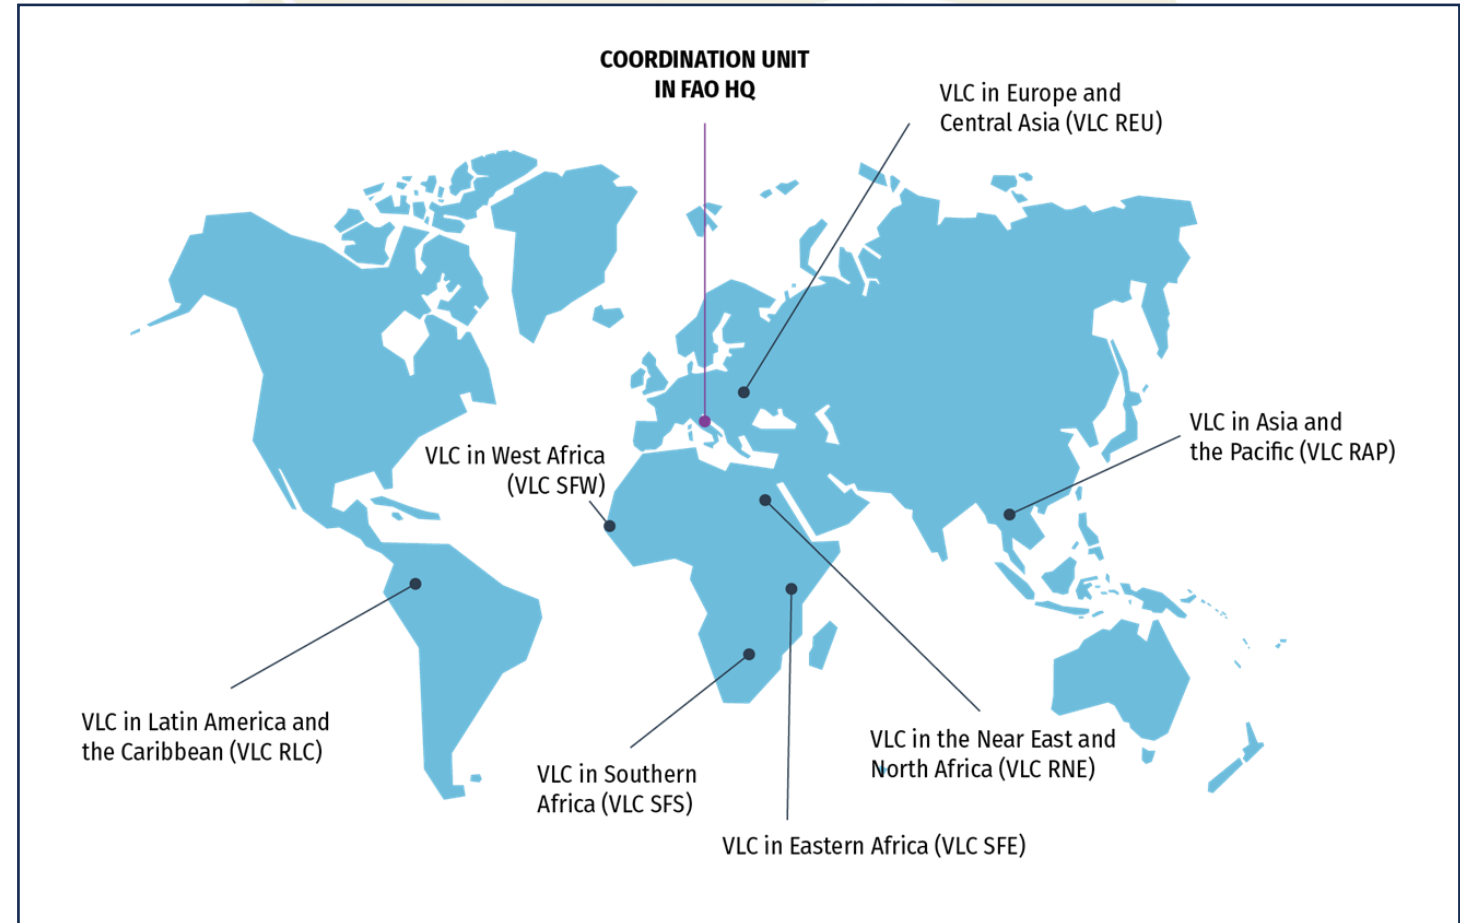 COORDINATION UNIT
IN FAO HQ
VLC in Europe and
Central Asia (VLC REU)
VLC in Asia and
the Pacific (VLC RAP)
VLC in West Africa
(VLC SFW)
VLC in Latin America and
the Caribbean (VLC RLC)
VLC in Southern
Africa (VLC SFS)
VLC in the Near East and
North Africa (VLC RNE)
VLC in Eastern Africa (VLC SFE)